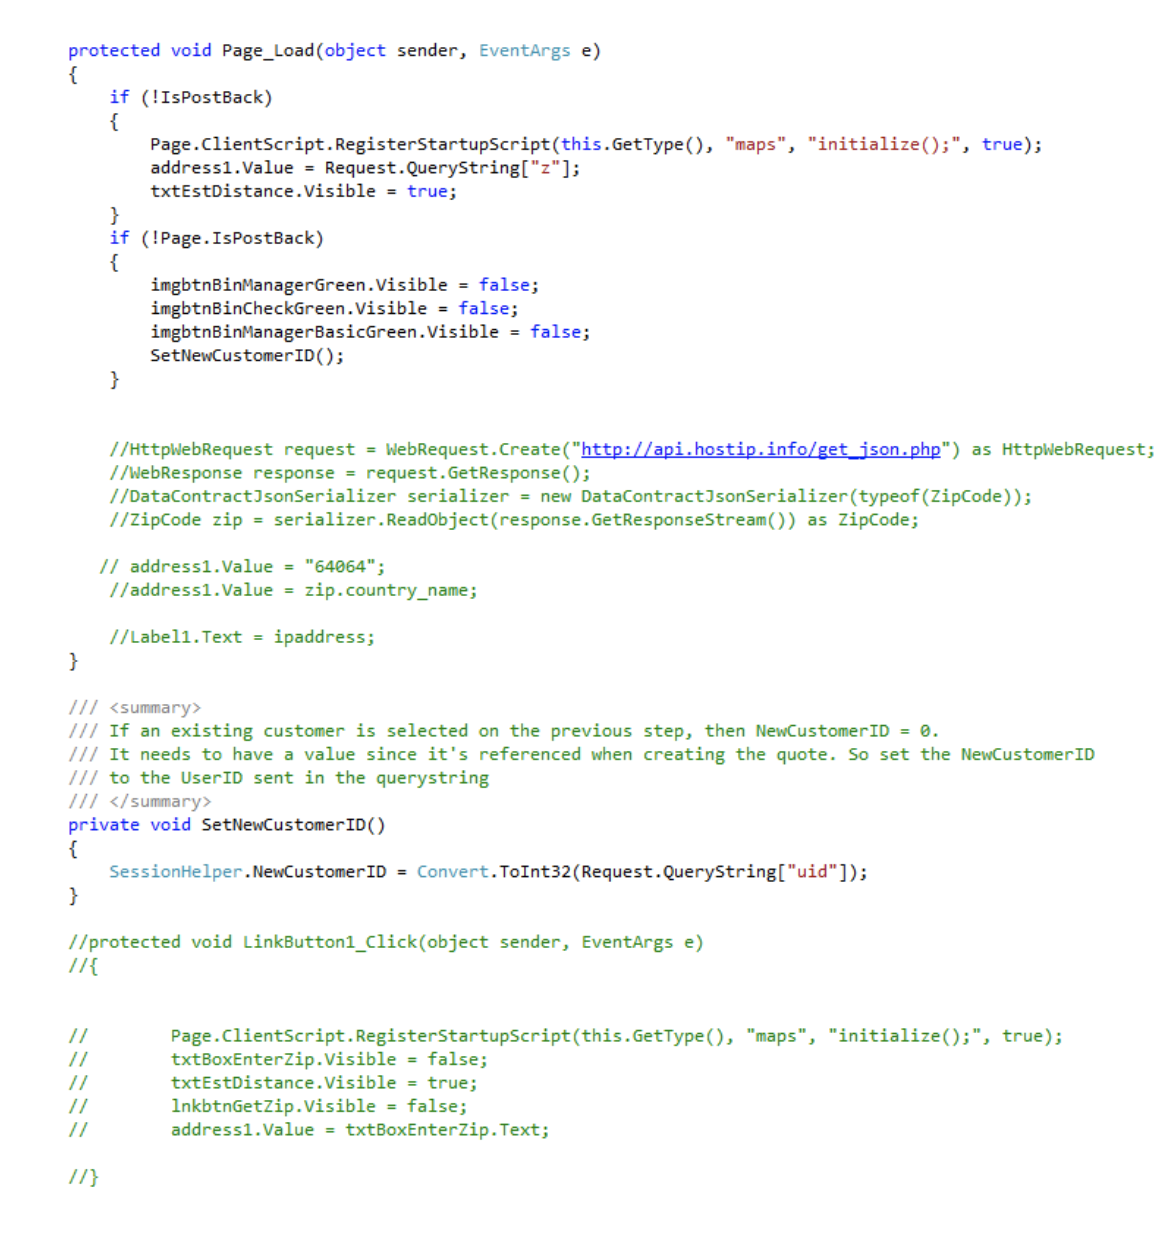 protected void Page_Load(object sender, EventArgs e)
{
    if (!IsPostBack)
    {
        Page.ClientScript.RegisterStartupScript(this.GetType(), "maps", "initialize();", true);
        address1.Value = Request.QueryString["z"];
        txtEstDistance.Visible = true;
    }
    if (!Page.IsPostBack)
    {
        imgbtnBinManagerGreen.Visible = false;
        imgbtnBinCheckGreen.Visible = false;
        imgbtnBinManagerBasicGreen.Visible = false;
        SetNewCustomerID();
    }
    //HttpWebRequest request = WebRequest.Create("http://api.hostip.info/get_json.php") as HttpWebRequest;
    //WebResponse response = request.GetResponse();
    //DataContractJsonSerializer serializer = new DataContractJsonSerializer(typeof(ZipCode));
    //ZipCode zip = serializer.ReadObject(response.GetResponseStream()) as ZipCode;
   // address1.Value = "64064";
    //address1.Value = zip.country_name;
    //Label1.Text = ipaddress;
}
/// <summary>
/// If an existing customer is selected on the previous step, then NewCustomerID = 0.
/// It needs to have a value since it's referenced when creating the quote. So set the NewCustomerID
/// to the UserID sent in the querystring
/// </summary>
private void SetNewCustomerID()
{
    SessionHelper.NewCustomerID = Convert.ToInt32(Request.QueryString["uid"]);
}
//protected void LinkButton1_Click(object sender, EventArgs e)
//{
//        Page.ClientScript.RegisterStartupScript(this.GetType(), "maps", "initialize();", true);
//        txtBoxEnterZip.Visible = false;
//        txtEstDistance.Visible = true;
//        lnkbtnGetZip.Visible = false;
//        address1.Value = txtBoxEnterZip.Text;
//}